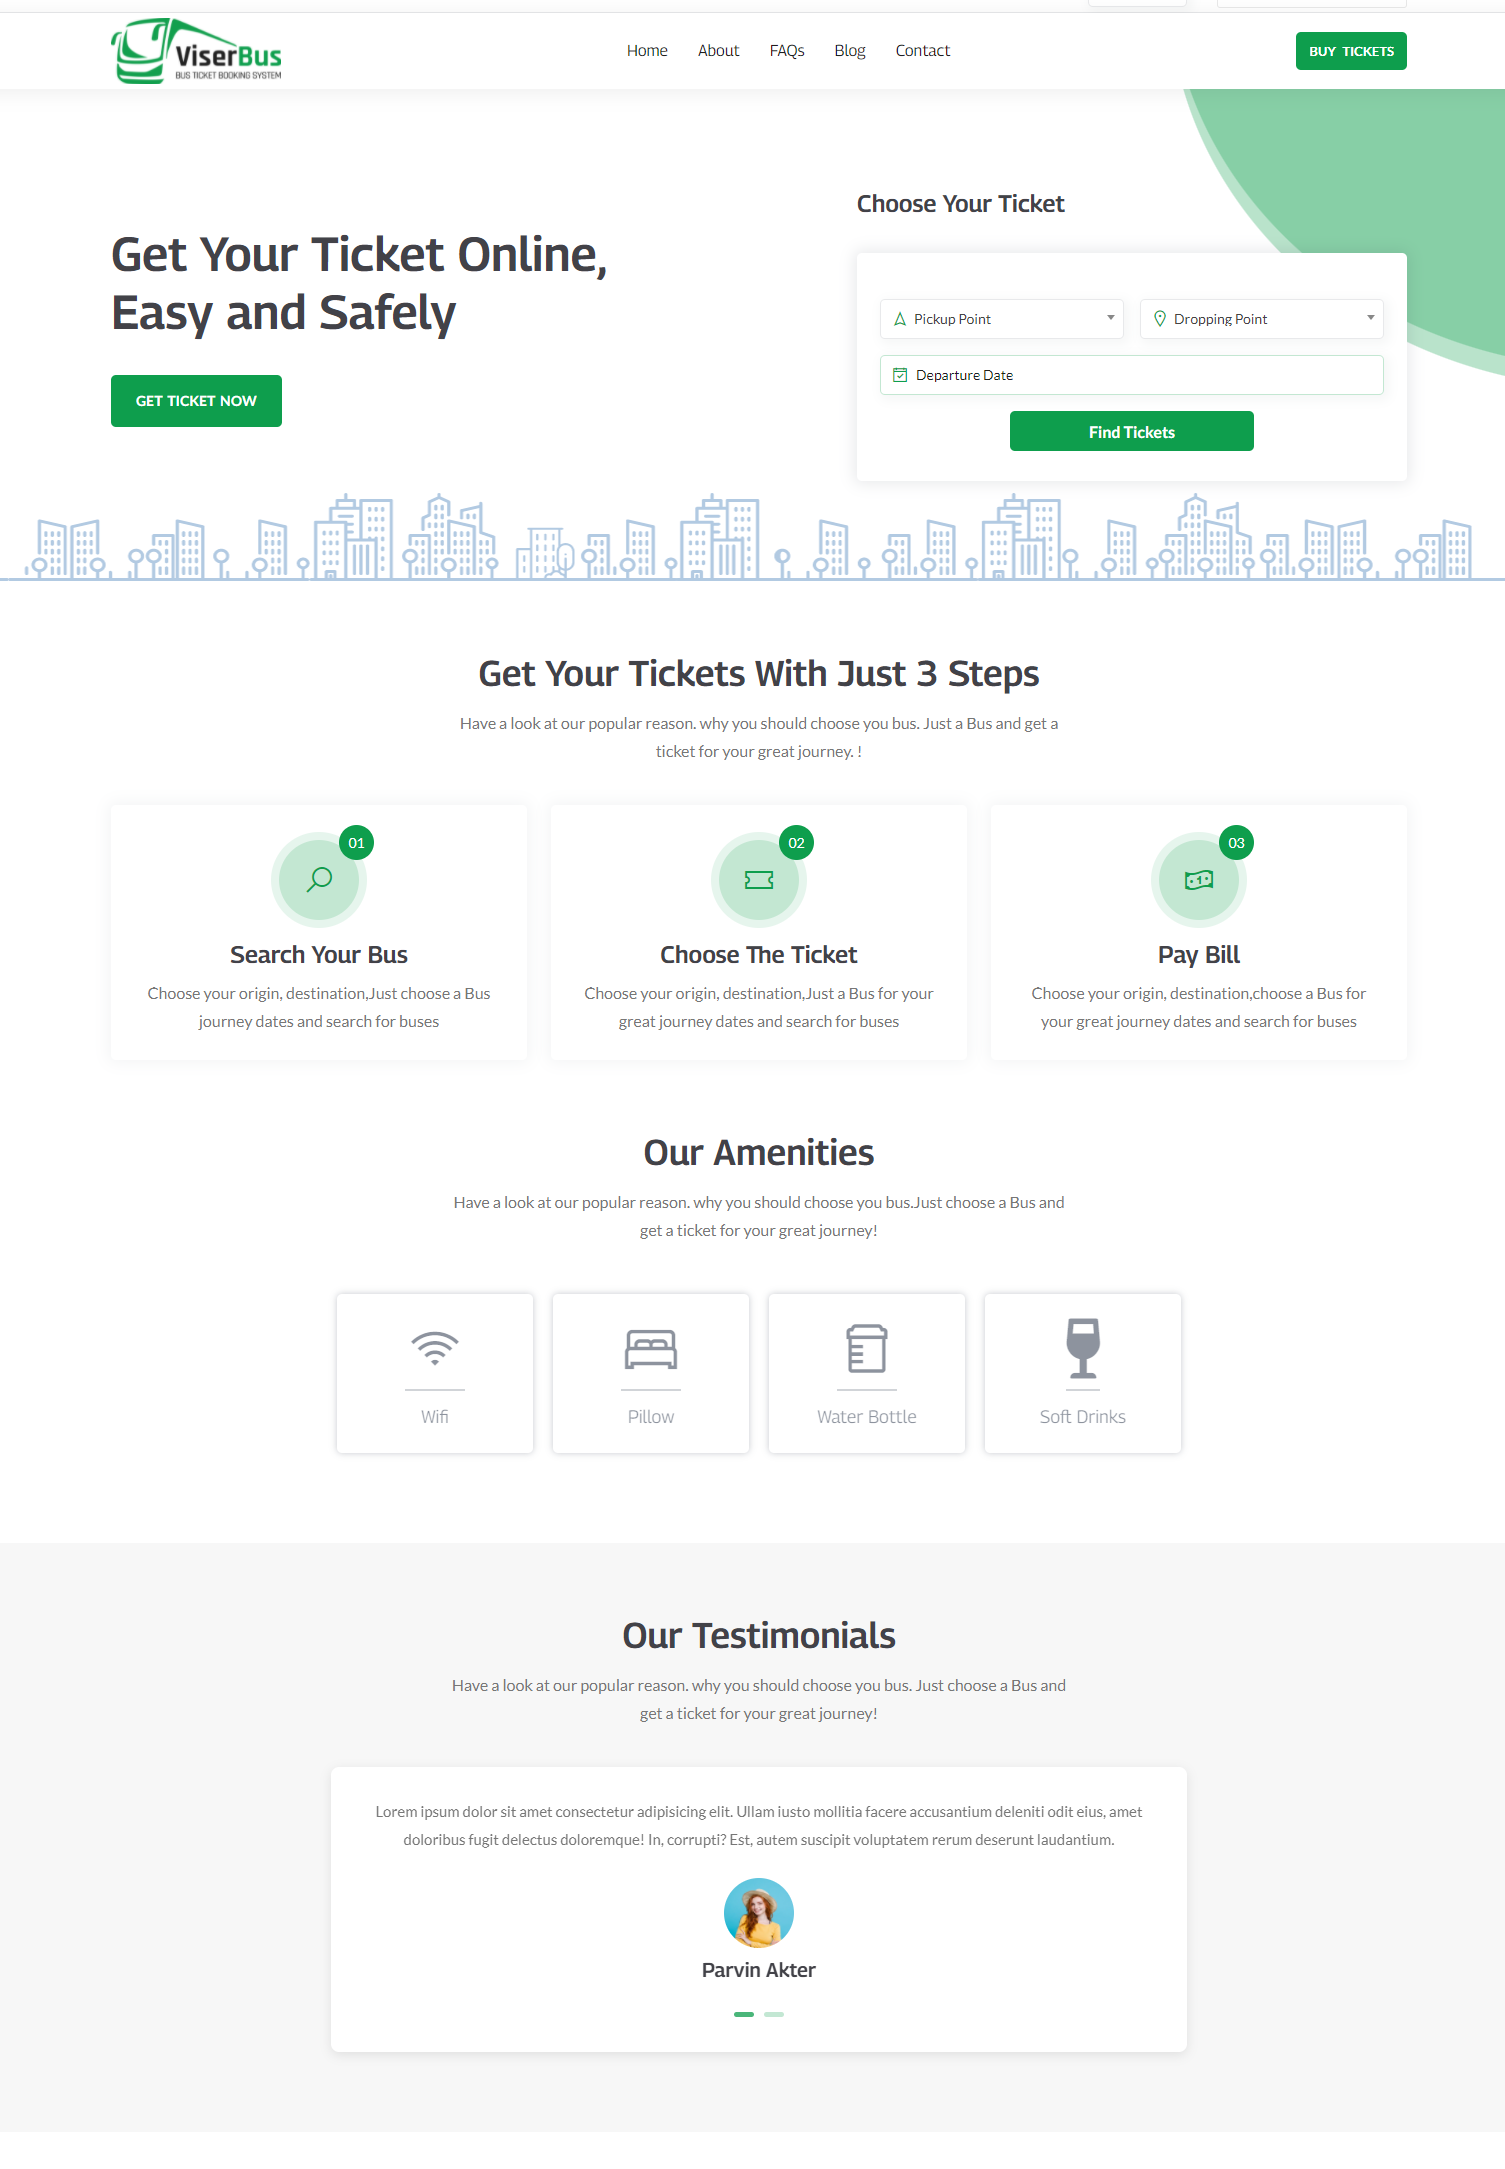 ViserBus
BUS TICKET BOOKING SYSTEM
Home
About
FAQs
Blog
Contact
BUY TICKETS
Get Your Ticket Online,
Easy and Safely
GET TICKET NOW
Choose Your Ticket
Pickup Point
Dropping Point
Departure Date
Find Tickets
Get Your Tickets With Just 3 Steps
Have a look at our popular reason. why you should choose you bus. Just a Bus and get a
ticket for your great journey. !
01
Search Your Bus
Choose your origin, destination,Just choose a Bus
journey dates and search for buses
02
Choose The Ticket
Choose your origin, destination,Just a Bus for your
great journey dates and search for buses
03
Pay Bill
Choose your origin, destination,choose a Bus for
your great journey dates and search for buses
Our Amenities
Have a look at our popular reason. why you should choose you bus.Just choose a Bus and
get a ticket for your great journey!
Wifi
Pillow
Water Bottle
Soft Drinks
Our Testimonials
Have a look at our popular reason. why you should choose you bus. Just choose a Bus and
get a ticket for your great journey!
Lorem ipsum dolor sit amet consectetur adipisicing elit. Ullam iusto mollitia facere accusantium deleniti odit eius, amet
doloribus fugit delectus doloremque! In, corrupti? Est, autem suscipit voluptatem rerum deserunt laudantium.
Parvin Akter